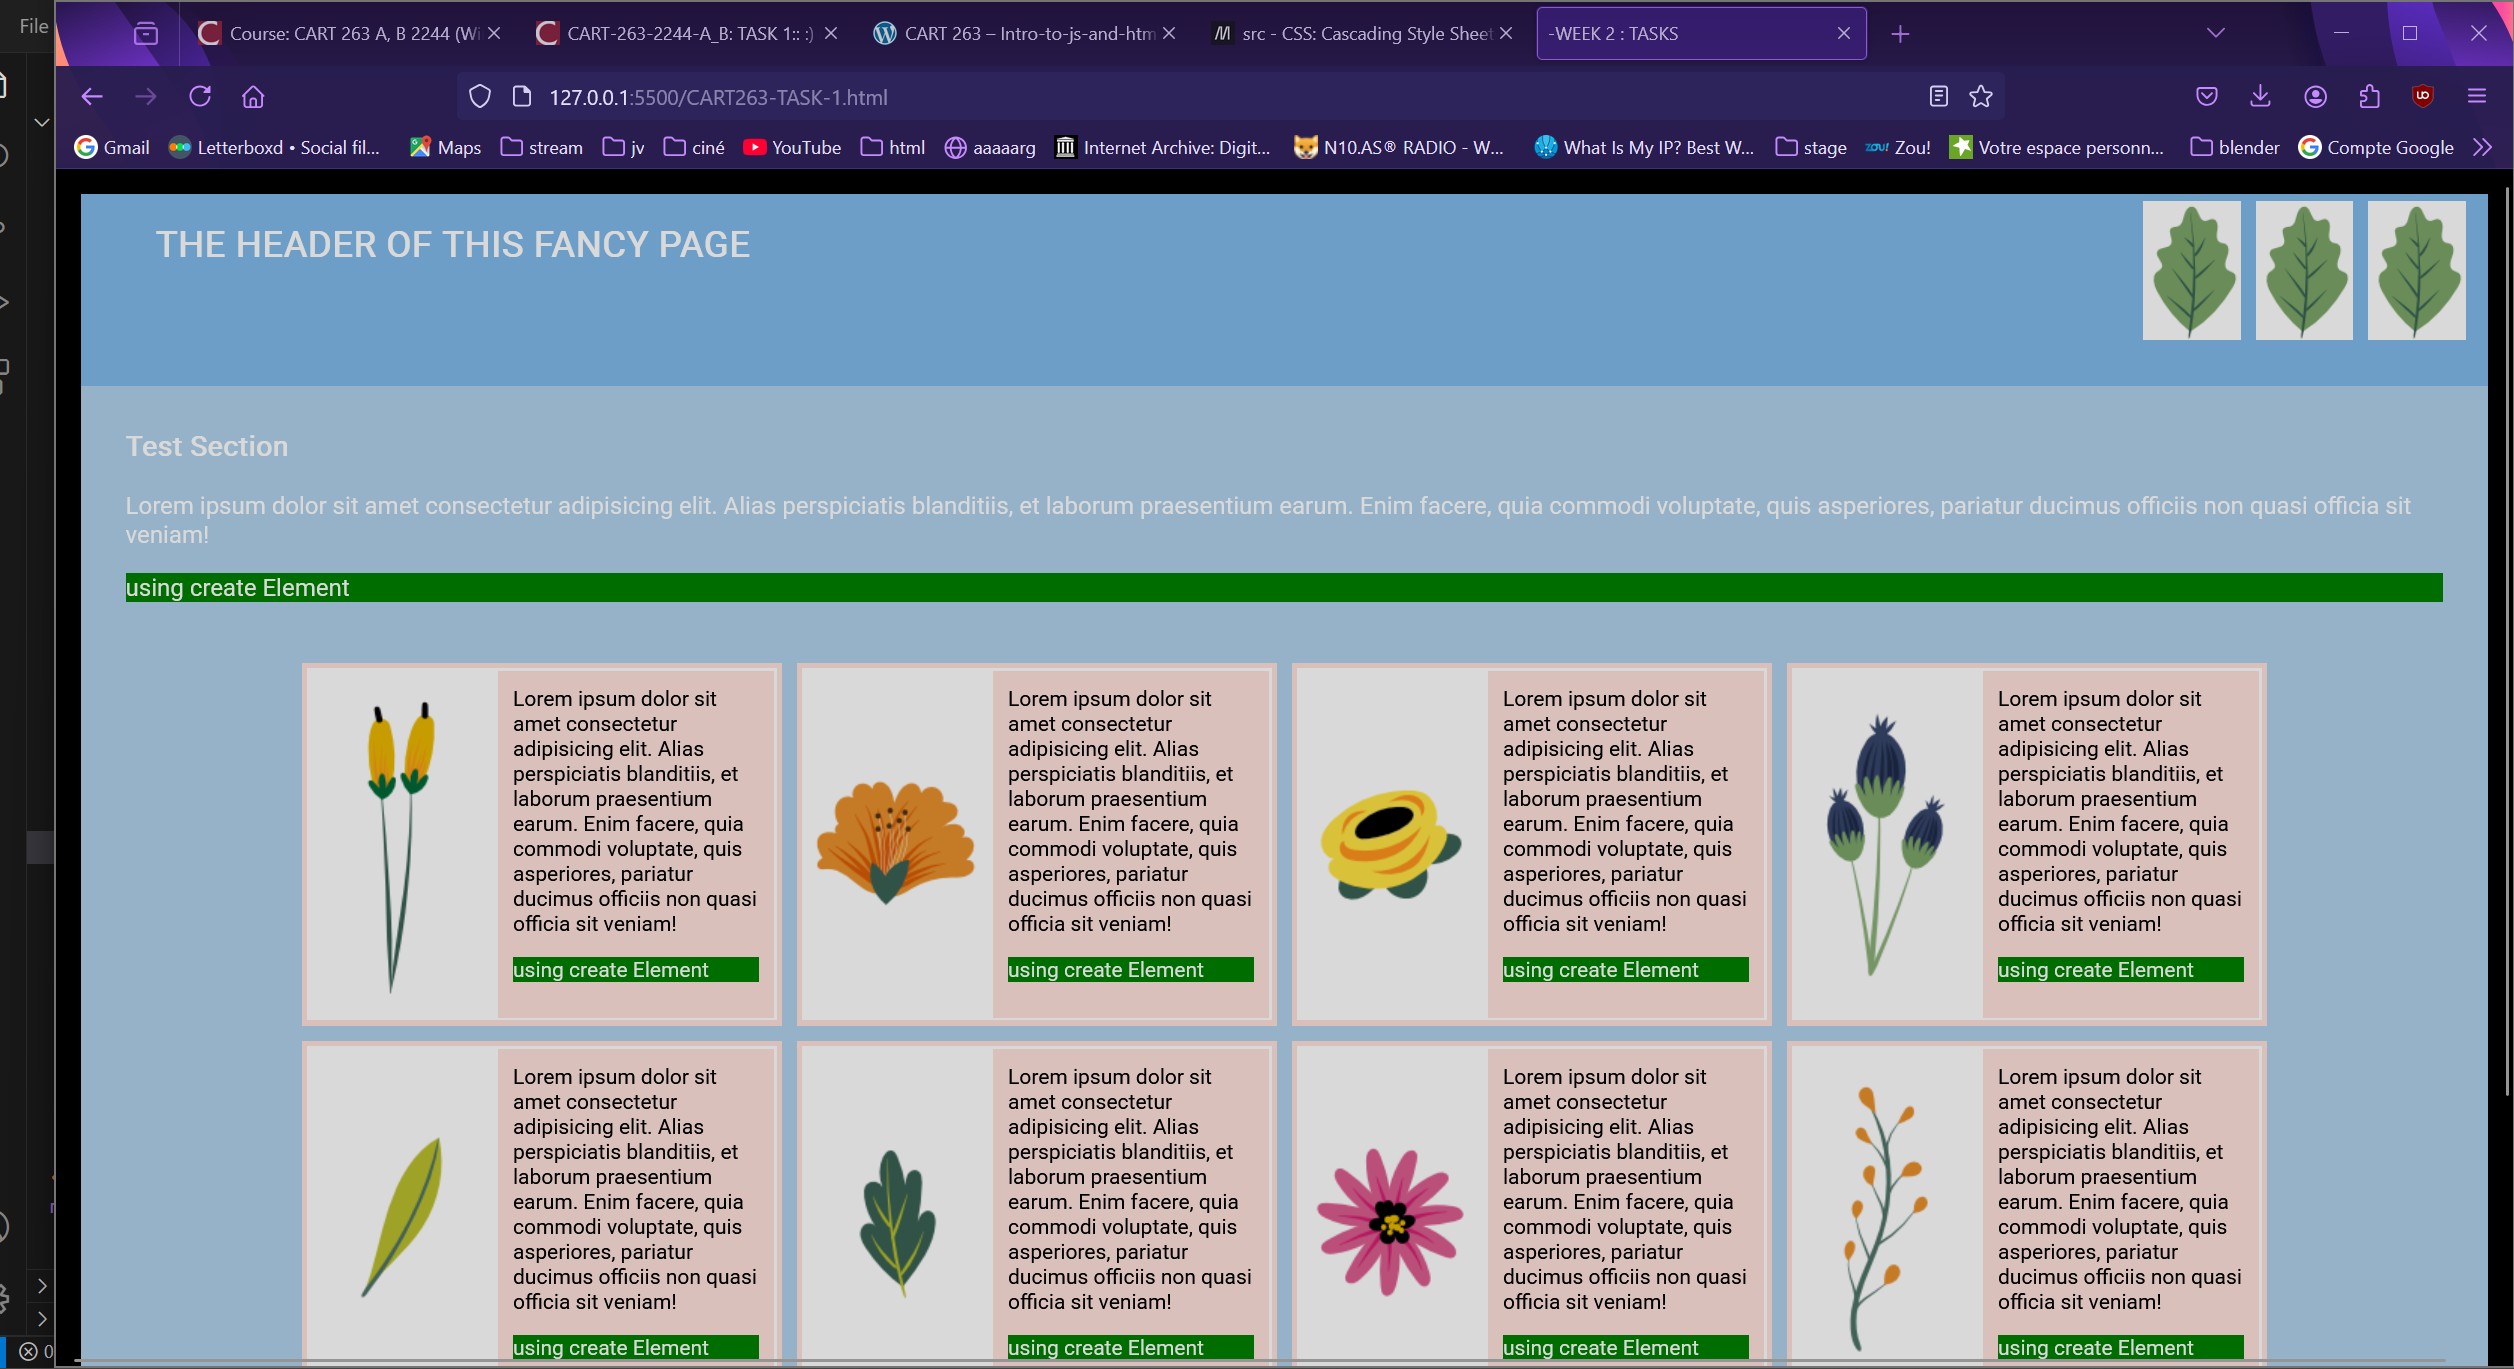 File
Course: CART 263 A, B 2244 (Wi
CART-263-2244-A_B: TASK 1:: :)
CART 263 – Intro-to-js-and-htm
src - CSS: Cascading Style Sheet
-WEEK 2 : TASKS
127.0.0.1:5500/CART263-TASK-1.html
Gmail
Letterboxd • Social fil...
Maps
stream
jv
ciné
YouTube
html
aaaaarg
Internet Archive: Digit...
N10.AS® RADIO - W...
What Is My IP? Best W...
stage
ZOU! Zou!
Votre espace personn...
blender
Compte Google
THE HEADER OF THIS FANCY PAGE
Test Section
Lorem ipsum dolor sit amet consectetur adipisicing elit. Alias perspiciatis blanditiis, et laborum praesentium earum. Enim facere, quia commodi voluptate, quis asperiores, pariatur ducimus officiis non quasi officia sit
veniam!
using create Element
Lorem ipsum dolor sit
amet consectetur
adipisicing elit. Alias
perspiciatis blanditiis, et
laborum praesentium
earum. Enim facere, quia
commodi voluptate, quis
asperiores, pariatur
ducimus officiis non quasi
officia sit veniam!
using create Element
Lorem ipsum dolor sit
amet consectetur
adipisicing elit. Alias
perspiciatis blanditiis, et
laborum praesentium
earum. Enim facere, quia
commodi voluptate, quis
asperiores, pariatur
ducimus officiis non quasi
officia sit veniam!
using create Element
Lorem ipsum dolor sit
amet consectetur
adipisicing elit. Alias
perspiciatis blanditiis, et
laborum praesentium
earum. Enim facere, quia
commodi voluptate, quis
asperiores, pariatur
ducimus officiis non quasi
officia sit veniam!
using create Element
Lorem ipsum dolor sit
amet consectetur
adipisicing elit. Alias
perspiciatis blanditiis, et
laborum praesentium
earum. Enim facere, quia
commodi voluptate, quis
asperiores, pariatur
ducimus officiis non quasi
officia sit veniam!
using create Element
Lorem ipsum dolor sit
amet consectetur
adipisicing elit. Alias
perspiciatis blanditiis, et
laborum praesentium
earum. Enim facere, quia
commodi voluptate, quis
asperiores, pariatur
ducimus officiis non quasi
officia sit veniam!
using create Element
Lorem ipsum dolor sit
amet consectetur
adipisicing elit. Alias
perspiciatis blanditiis, et
laborum praesentium
earum. Enim facere, quia
commodi voluptate, quis
asperiores, pariatur
ducimus officiis non quasi
officia sit veniam!
using create Element
Lorem ipsum dolor sit
amet consectetur
adipisicing elit. Alias
perspiciatis blanditiis, et
laborum praesentium
earum. Enim facere, quia
commodi voluptate, quis
asperiores, pariatur
ducimus officiis non quasi
officia sit veniam!
using create Element
Lorem ipsum dolor sit
amet consectetur
adipisicing elit. Alias
perspiciatis blanditiis, et
laborum praesentium
earum. Enim facere, quia
commodi voluptate, quis
asperiores, pariatur
ducimus officiis non quasi
officia sit veniam!
using create Element
0